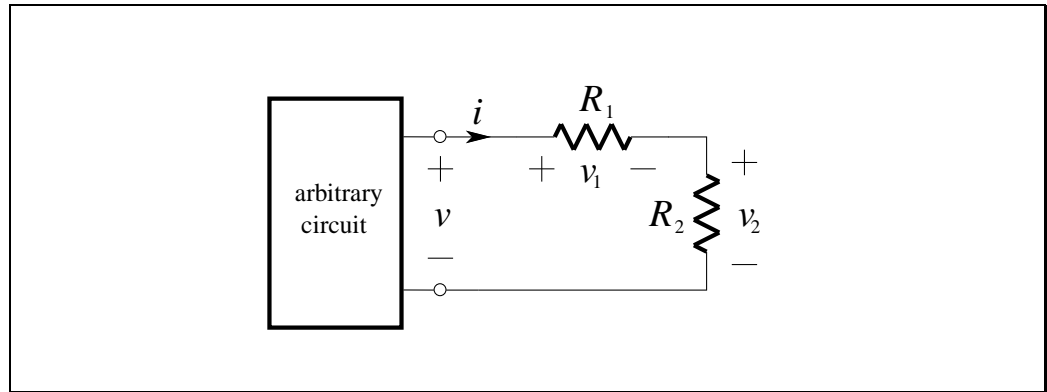 R₁
i
+ + v₁ − +
arbitrary
circuit
v
R₂ v₂
− −